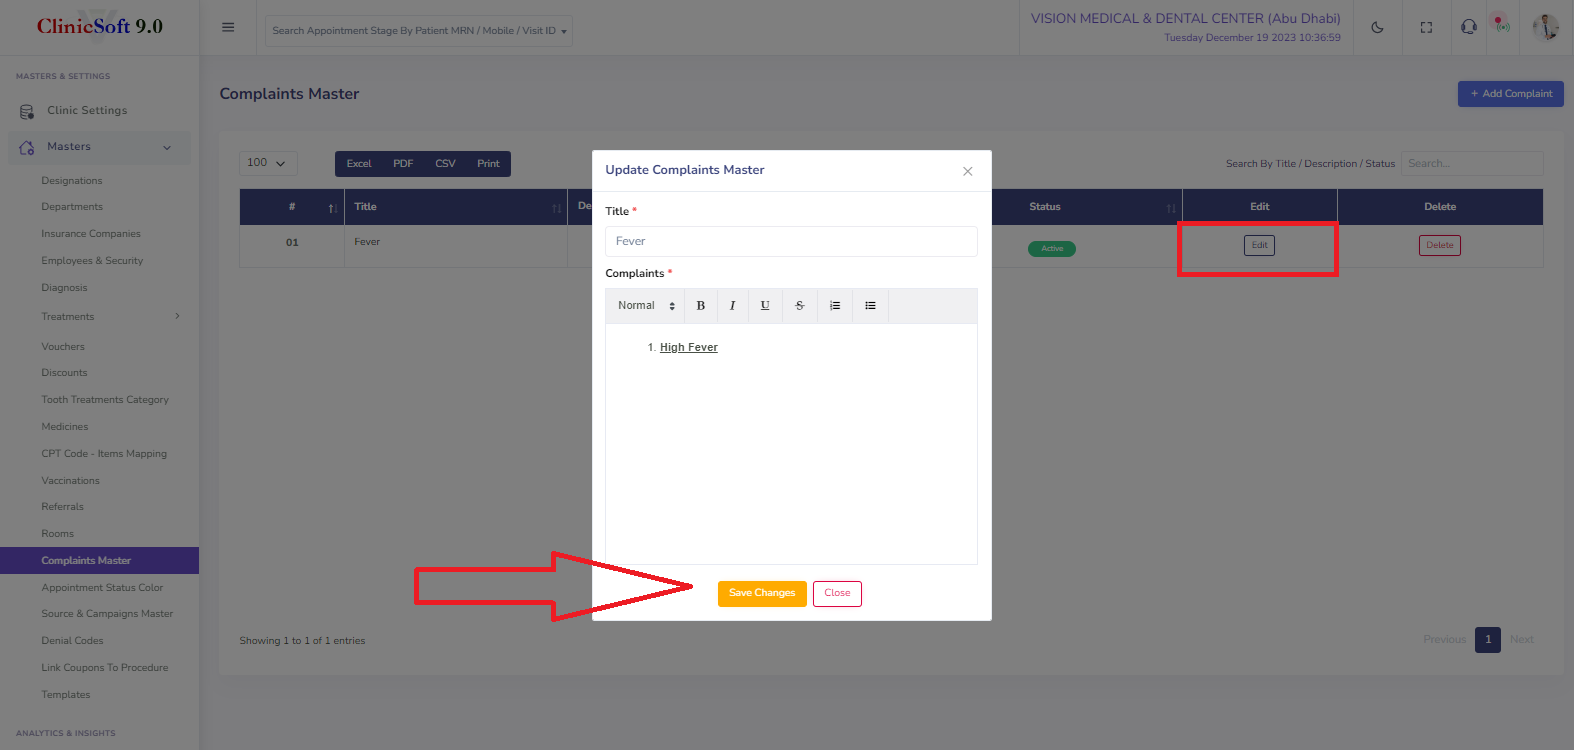 ClinicSoft 9.0
Search Appointment Stage By Patient MRN / Mobile / Visit ID
VISION MEDICAL & DENTAL CENTER (Abu Dhabi)
Tuesday December 19 2023 10:36:59
MASTERS & SETTINGS
Clinic Settings
Masters
Designations
Departments
Insurance Companies
Employees & Security
Diagnosis
Treatments
Vouchers
Discounts
Tooth Treatments Category
Medicines
CPT Code - Items Mapping
Vaccinations
Referrals
Rooms
Complaints Master
Appointment Status Color
Source & Campaigns Master
Denial Codes
Link Coupons To Procedure
Templates
ANALYTICS & INSIGHTS
Complaints Master
+ Add Complaint
100 Excel PDF CSV Print
Search By Title / Description / Status Search...
# Title De Status Edit Delete
01 Fever Active Edit Delete
Update Complaints Master
Title *
Fever
Complaints *
Normal B I U S
1. High Fever
Save Changes Close
Showing 1 to 1 of 1 entries
Previous 1 Next